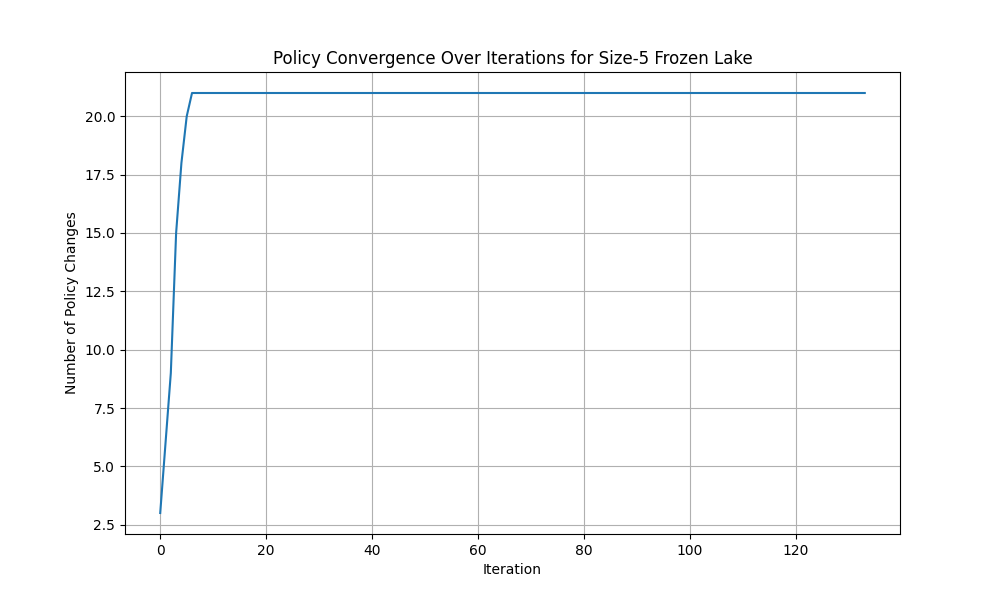 Policy Convergence Over Iterations for Size-5 Frozen Lake
Number of Policy Changes
20.0
17.5
15.0
12.5
10.0
7.5
5.0
2.5
0 20 40 60 80 100 120
Iteration